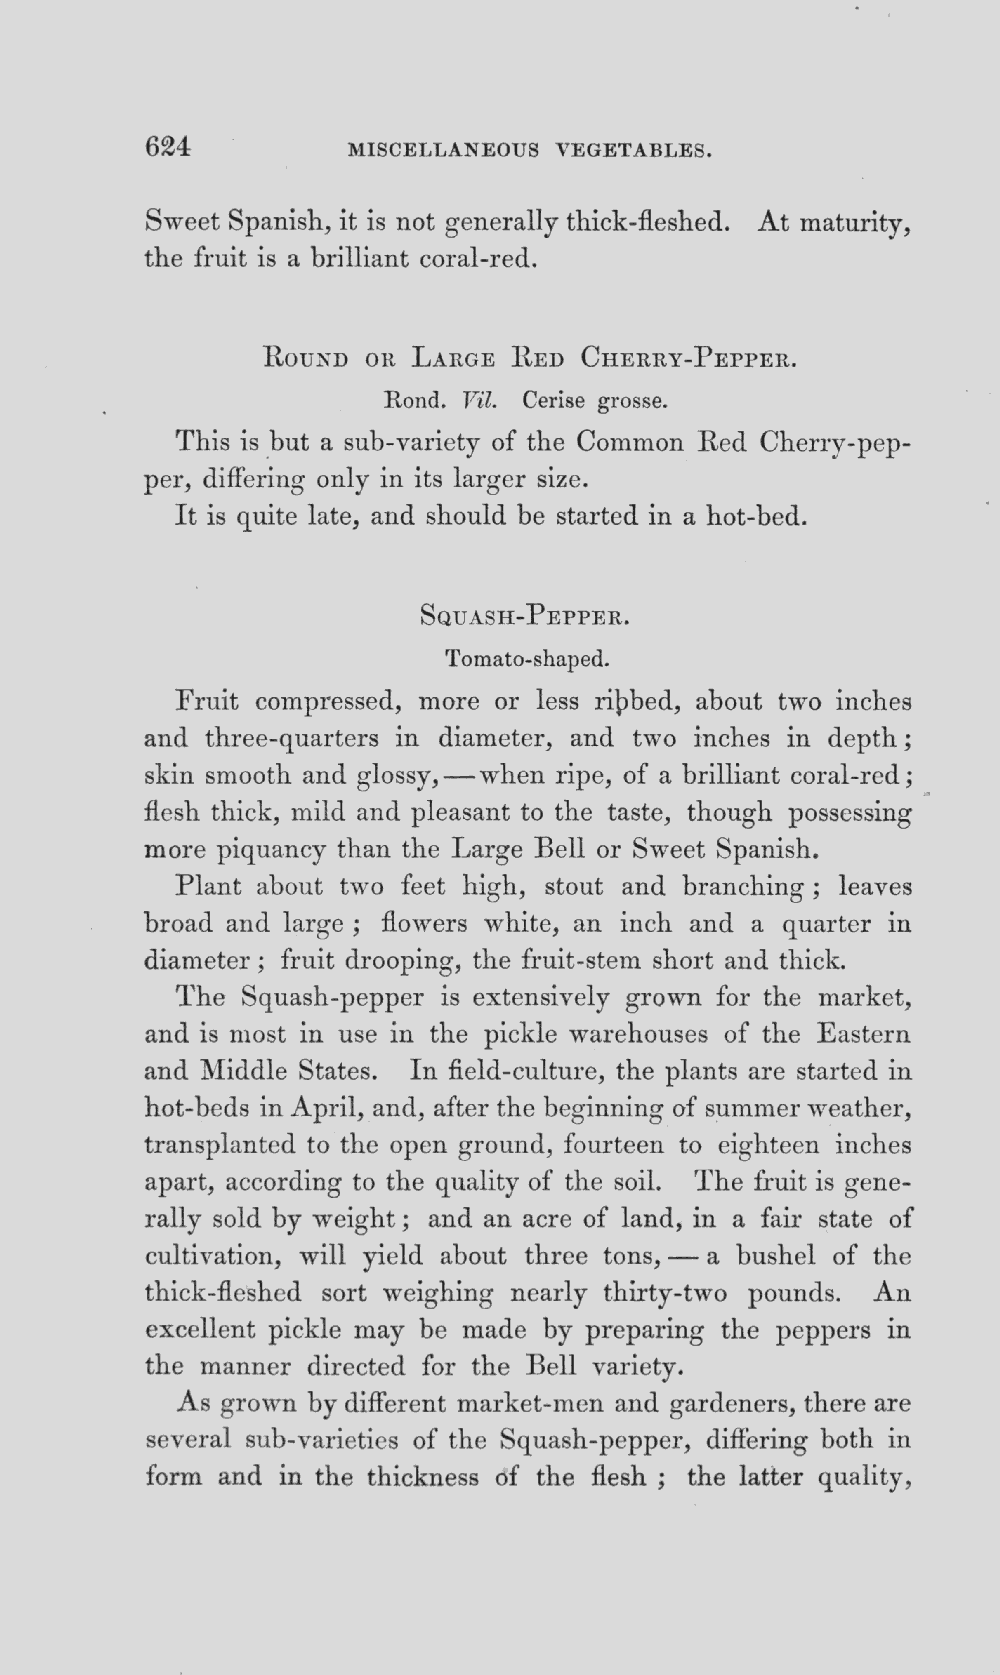 624 MISCELLANEOUS VEGETABLES.
Sweet Spanish, it is not generally thick-fleshed. At maturity,
the fruit is a brilliant coral-red.
Round or Large Red Cherry-Pepper.
Rond. Vil. Cerise grosse.
This is but a sub-variety of the Common Red Cherry-pep-
per, differing only in its larger size.
It is quite late, and should be started in a hot-bed.
Squash-Pepper.
Tomato-shaped.
Fruit compressed, more or less ribbed, about two inches
and three-quarters in diameter, and two inches in depth;
skin smooth and glossy,—when ripe, of a brilliant coral-red;
flesh thick, mild and pleasant to the taste, though possessing
more piquancy than the Large Bell or Sweet Spanish.
Plant about two feet high, stout and branching; leaves
broad and large; flowers white, an inch and a quarter in
diameter; fruit drooping, the fruit-stem short and thick.
The Squash-pepper is extensively grown for the market,
and is most in use in the pickle warehouses of the Eastern
and Middle States. In field-culture, the plants are started in
hot-beds in April, and, after the beginning of summer weather,
transplanted to the open ground, fourteen to eighteen inches
apart, according to the quality of the soil. The fruit is gene-
rally sold by weight; and an acre of land, in a fair state of
cultivation, will yield about three tons,—a bushel of the
thick-fleshed sort weighing nearly thirty-two pounds. An
excellent pickle may be made by preparing the peppers in
the manner directed for the Bell variety.
As grown by different market-men and gardeners, there are
several sub-varieties of the Squash-pepper, differing both in
form and in the thickness of the flesh; the latter quality,